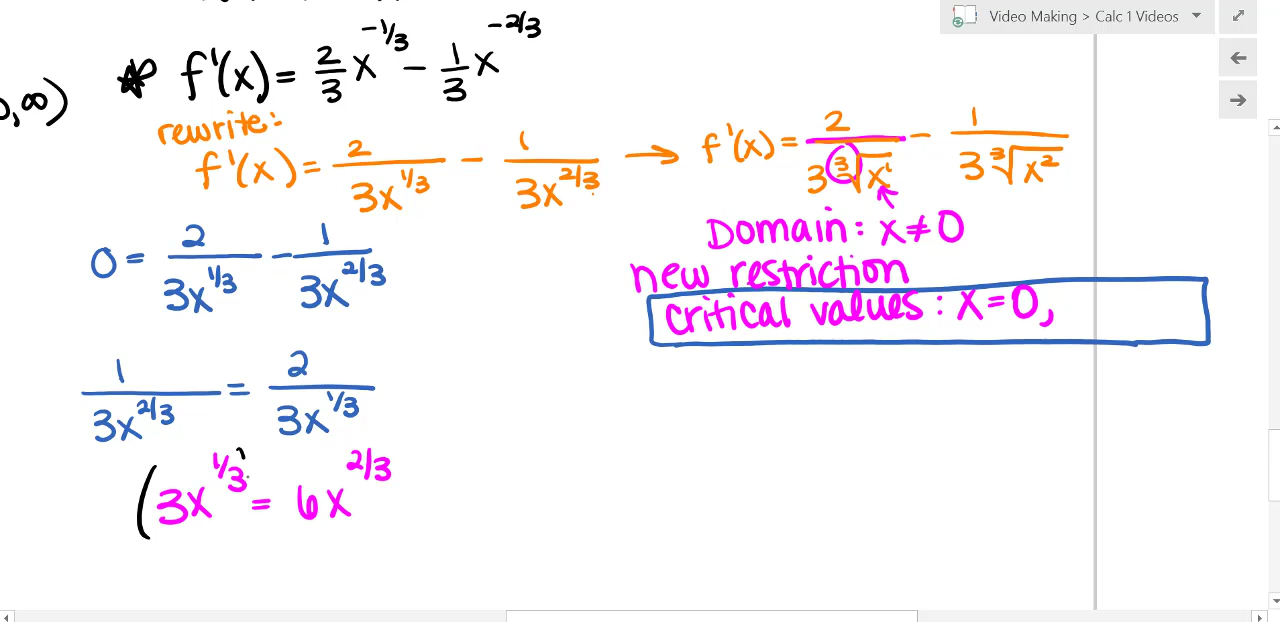 Video Making > Calc 1 Videos
* f'(x) = 2/3 x^(-1/3) - 1/3 x^(-2/3)
, ∞)
rewrite:
f'(x) = 2/(3x^(1/3)) - 1/(3x^(2/3)) → f'(x) = 2/(3∛(x¹)) - 1/(3∛(x²))
Domain: x ≠ 0
new restriction
critical values: x = 0,
0 = 2/(3x^(1/3)) - 1/(3x^(2/3))
1/(3x^(2/3)) = 2/(3x^(1/3))
(3x^(1/3) = 6x^(2/3)